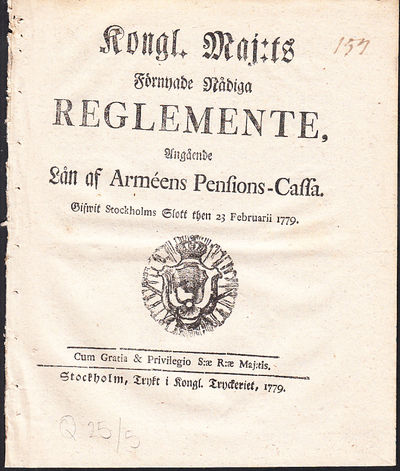 Kongl. Maj:ts
157
Förnyade Nådiga
REGLEMENTE,
Angående
Lån af Arméens Pensions-Cassa.
Gifwit Stockholms Slott then 23 Februarii 1779.
Cum Gratia & Privilegio S:æ R:æ Maj:tis.
Stockholm, Trykt i Kongl. Tryckeriet, 1779.
Q 25/5